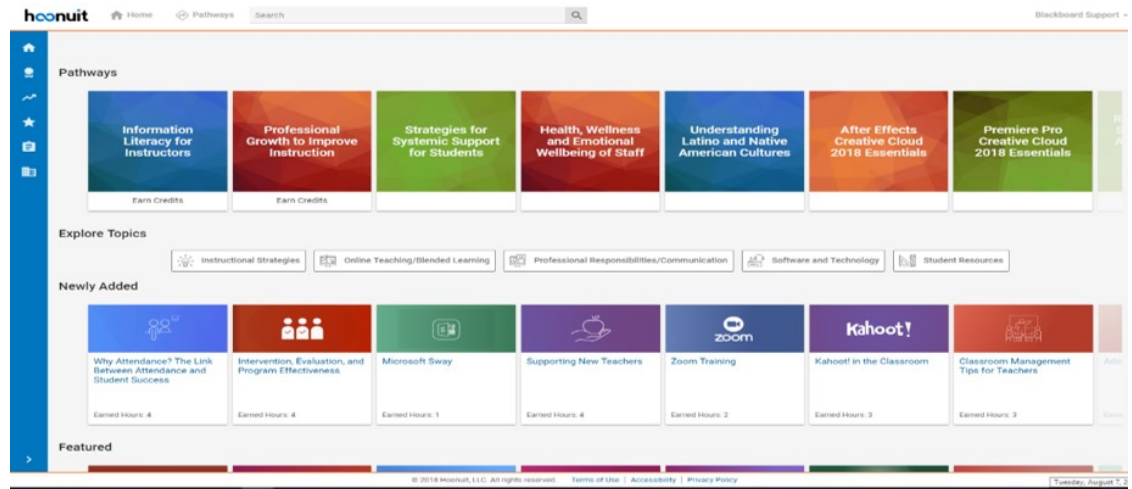 hoonuit Home Pathways Search Blackboard Support
Pathways
Information
Literacy for
Instructors
Earn Credits
Professional
Growth to Improve
Instruction
Earn Credits
Strategies for
Systemic Support
for Students
Health, Wellness
and Emotional
Wellbeing of Staff
Understanding
Latino and Native
American Cultures
After Effects
Creative Cloud
2018 Essentials
Premiere Pro
Creative Cloud
2018 Essentials
Explore Topics
Instructional Strategies
Online Teaching/Blended Learning
Professional Responsibilities/Communication
Software and Technology
Student Resources
Newly Added
Why Attendance? The Link
Between Attendance and
Student Success
Earned Hours: 4
Intervention, Evaluation, and
Program Effectiveness
Earned Hours: 4
Microsoft Sway
Earned Hours: 1
Supporting New Teachers
Earned Hours: 4
zoom
Zoom Training
Earned Hours: 2
Kahoot!
Kahoot! in the Classroom
Earned Hours: 3
Classroom Management
Tips for Teachers
Earned Hours: 3
Featured
© 2018 Hoonuit, LLC. All rights reserved. Terms of Use | Accessibility | Privacy Policy
Tuesday, August 7, 2